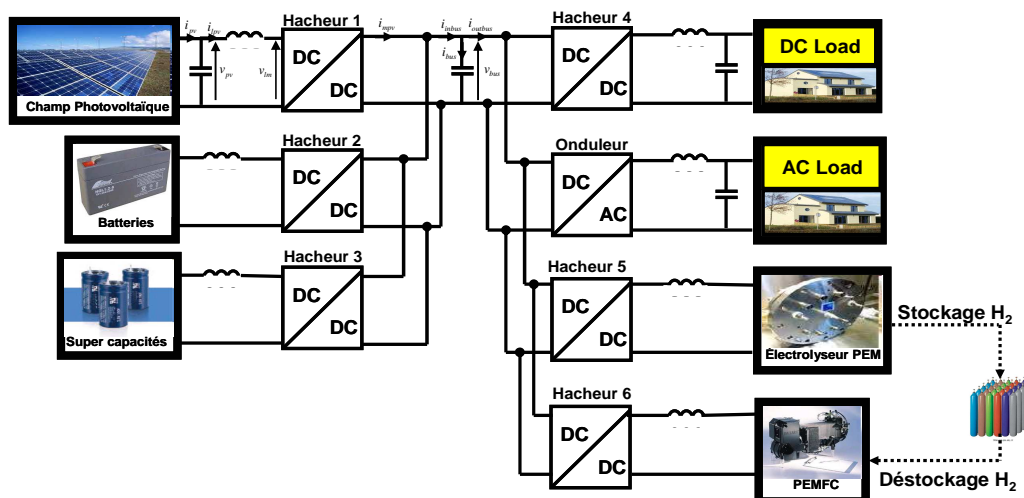 Hacheur 1
Hacheur 4
i_pv
i_lpv
v_pv
v_lm
DC
DC
i_mpv
i_inbus
i_outbus
i_bus
v_bus
DC
DC
DC Load
Champ Photovoltaïque
Hacheur 2
Onduleur
DC
DC
DC
AC
AC Load
Batteries
Hacheur 3
Hacheur 5
DC
DC
DC
DC
Super capacités
Électrolyseur PEM
Stockage H₂
Hacheur 6
DC
DC
PEMFC
Déstockage H₂